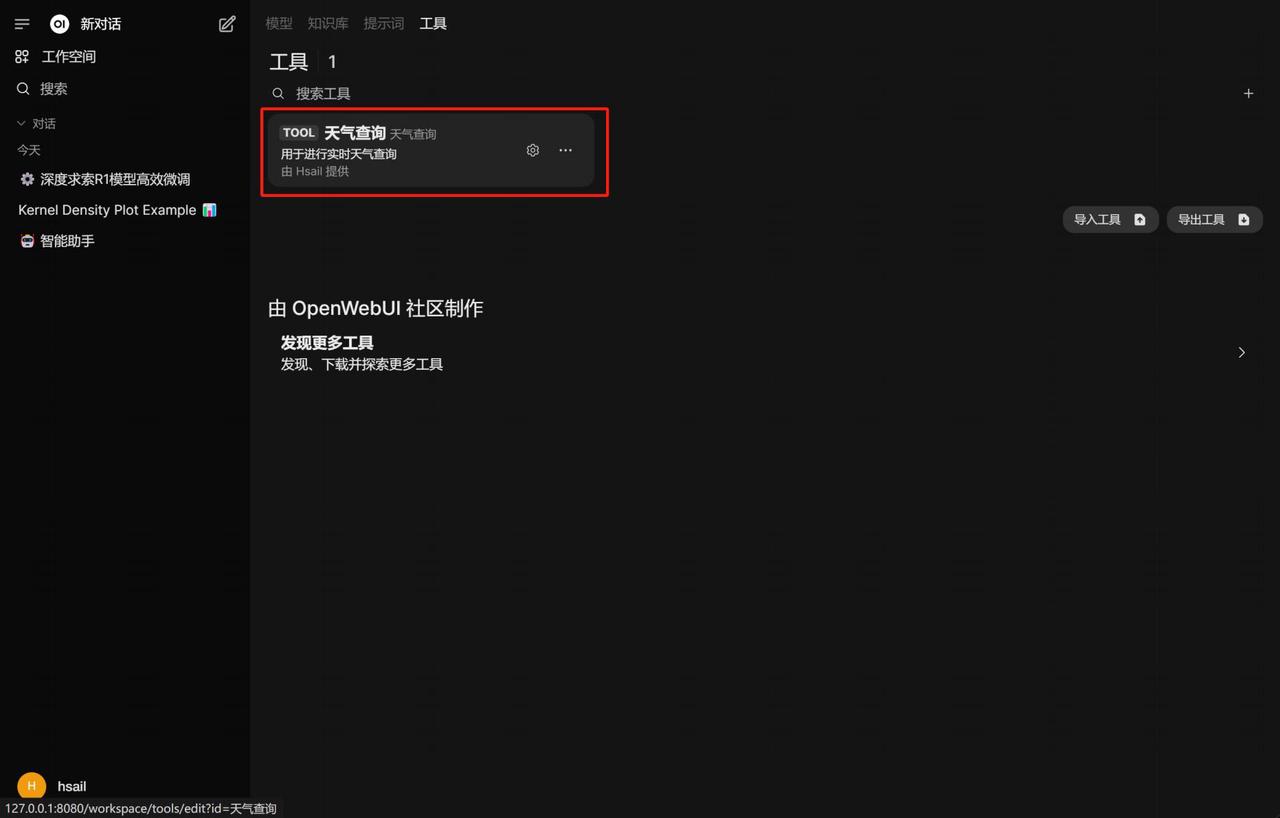 OI 新对话
工作空间
搜索
对话
今天
深度求索R1模型高效微调
Kernel Density Plot Example
智能助手
模型 知识库 提示词 工具
工具 1
搜索工具
TOOL 天气查询 天气查询
用于进行实时天气查询
由 Hsail 提供
导入工具 导出工具
由 OpenWebUI 社区制作
发现更多工具
发现、下载并探索更多工具
H hsail
127.0.0.1:8080/workspace/tools/edit?id=天气查询